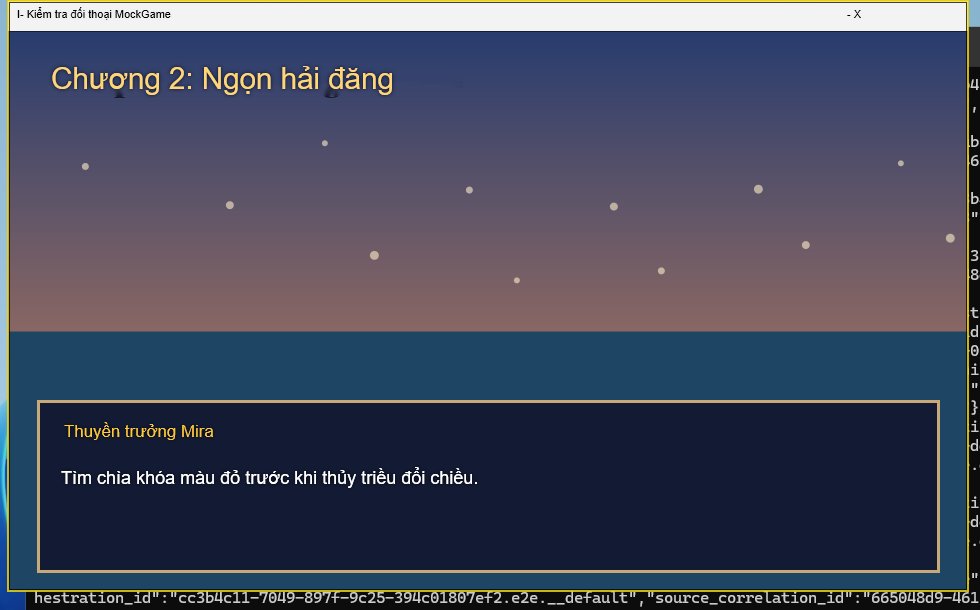 I- Kiểm tra đối thoại MockGame
- X
Chương 2: Ngọn hải đăng
Thuyền trưởng Mira
Tìm chìa khóa màu đỏ trước khi thủy triều đổi chiều.
hestration_id":"cc3b4c11-7049-897f-9c25-394c01807ef2.e2e.__default","source_correlation_id":"665048d9-461